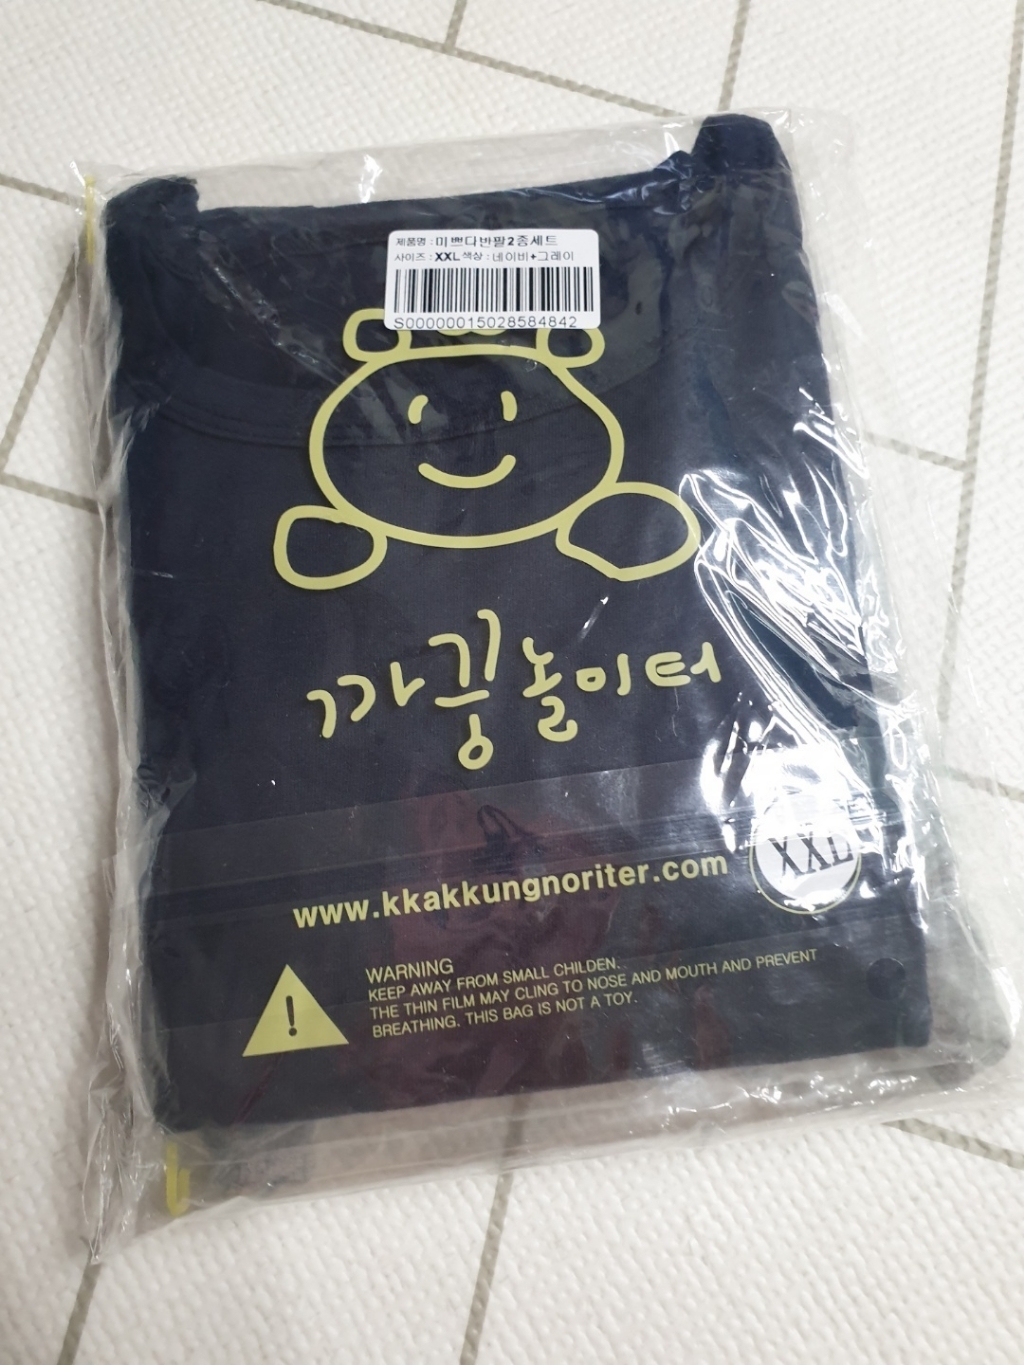 제품명 : 미쁘다반팔2종세트
사이즈 : XXL 색상 : 네이비+그레이
S00000015028584842
까꿍놀이터
www.kkakkungnoriter.com
XXL
WARNING
KEEP AWAY FROM SMALL CHILDEN.
THE THIN FILM MAY CLING TO NOSE AND MOUTH AND PREVENT
BREATHING. THIS BAG IS NOT A TOY.